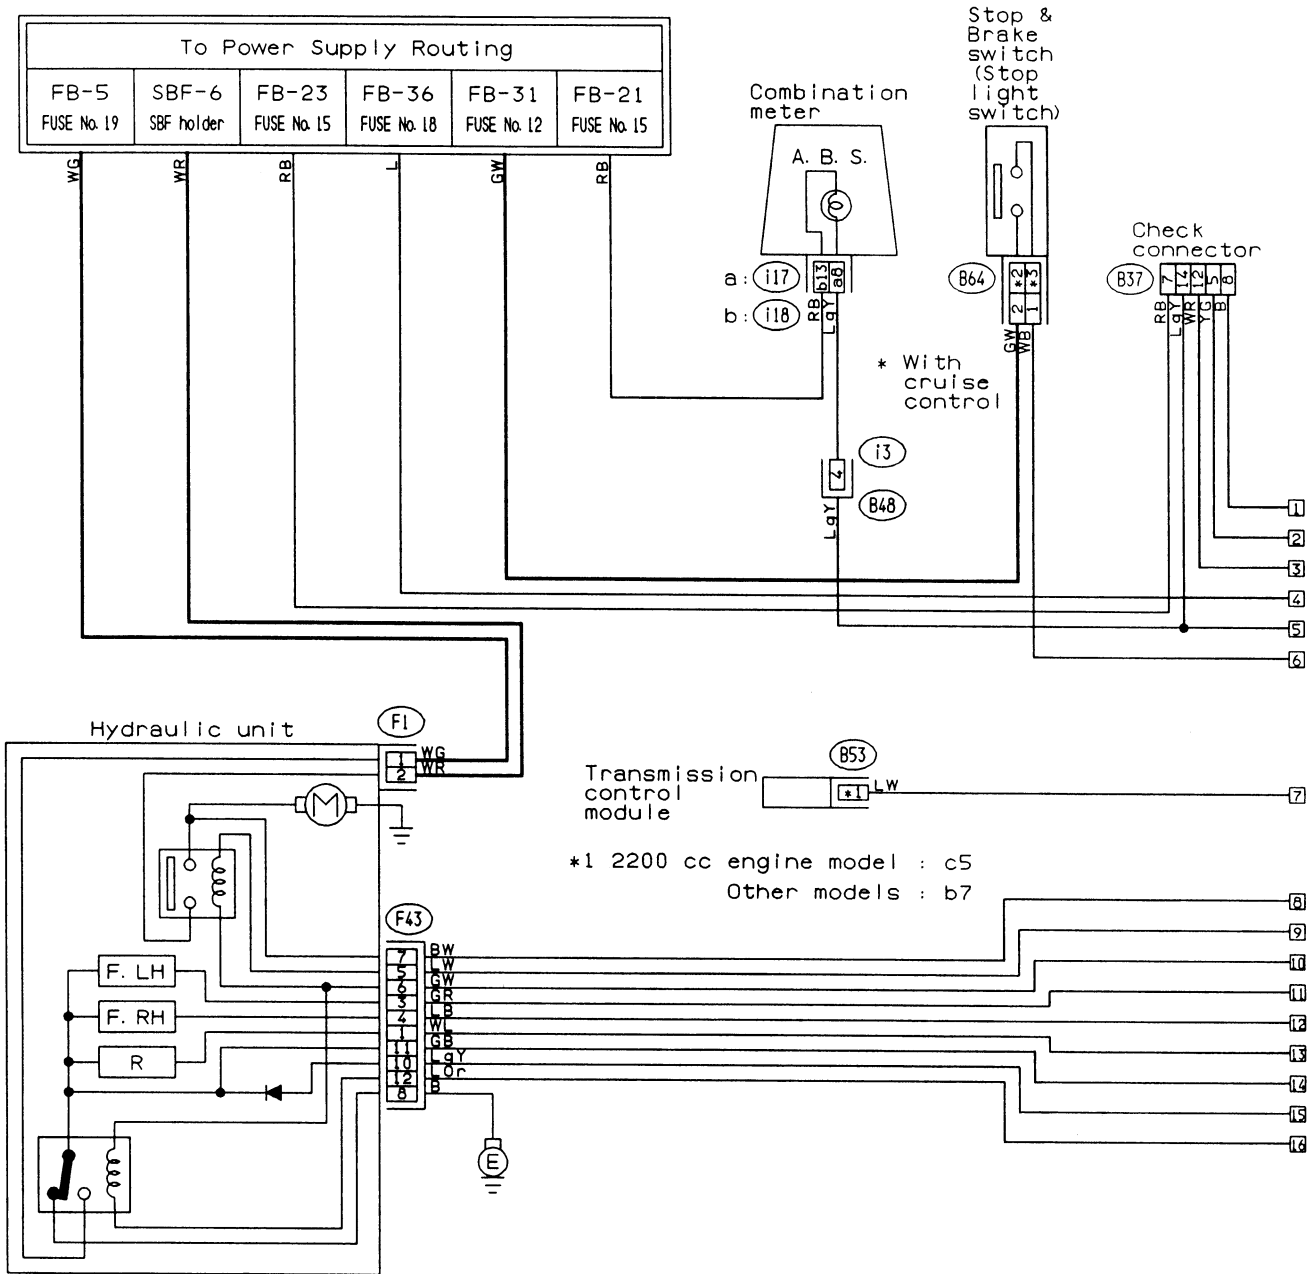 To Power Supply Routing
FB-5 SBF-6 FB-23 FB-36 FB-31 FB-21
FUSE No. 19 SBF holder FUSE No. 15 FUSE No. 18 FUSE No. 12 FUSE No. 15
WG WR RB L GW RB
Combination
meter
A. B. S.
b13 a8
a: i17
b: i18
RB LgY
Stop &
Brake
switch
(Stop
light
switch)
B64
*2 *3
2 1
GW WB
* With
cruise
control
Check
connector
B37
7 14 12 5 8
RB LgY WR YG B
i3
4
B48
LgY
1
2
3
4
5
6
Hydraulic unit
F1
1 WG
2 WR
M
Transmission
control
module
B53
*1 LW
7
*1 2200 cc engine model : c5
Other models : b7
F43
7 BW
5 LW
6 GW
3 GR
4 LB
1 WL
11 GB
10 LgY
12 LOr
8 B
F. LH
F. RH
R
E
8
9
10
11
12
13
14
15
16